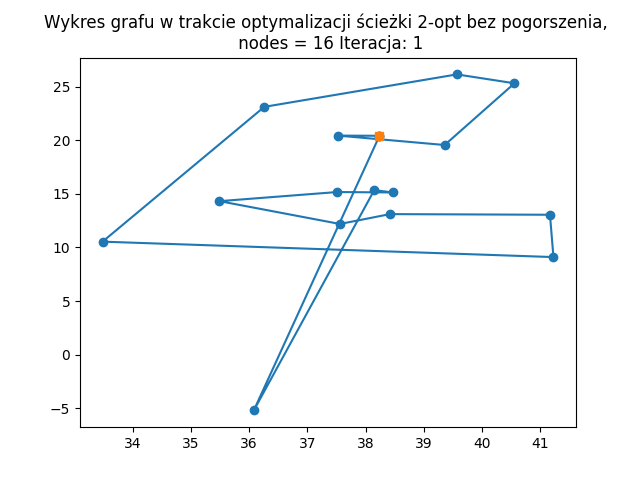 Wykres grafu w trakcie optymalizacji ścieżki 2-opt bez pogorszenia,
nodes = 16 Iteracja: 1
25
20
15
10
5
0
−5
34 35 36 37 38 39 40 41